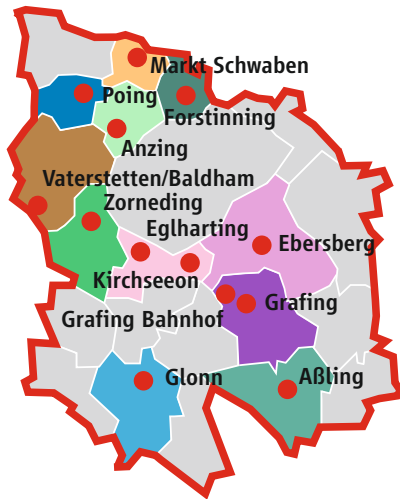 Markt Schwaben
Poing
Forstinning
Anzing
Vaterstetten/Baldham
Zorneding
Eglharting
Ebersberg
Kirchseeon
Grafing
Grafing Bahnhof
Glonn
Aßling